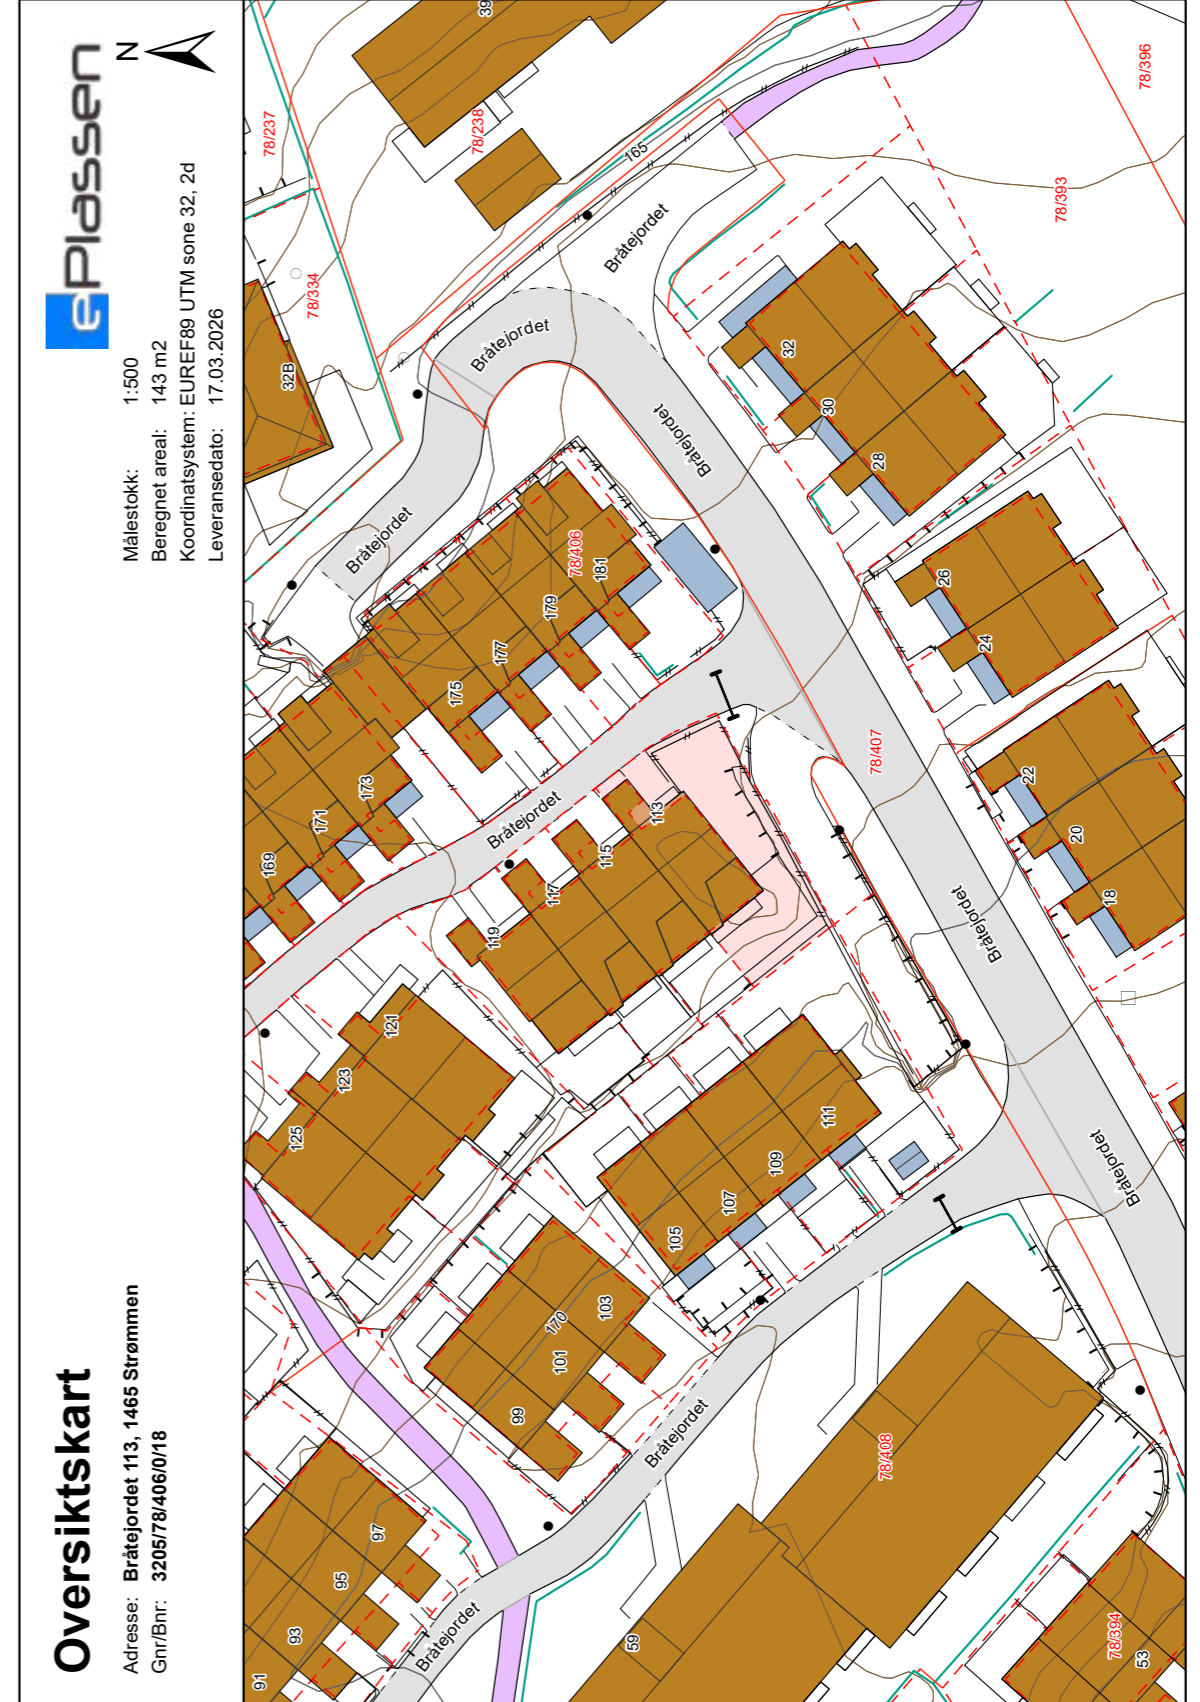 Oversiktskart
Adresse: Bråtejordet 113, 1465 Strømmen
Gnr/Bnr: 3205/78/406/0/18
Målestokk: 1:500
Beregnet areal: 143 m2
Koordinatsystem: EUREF89 UTM sone 32, 2d
Leveransedato: 17.03.2026
ePlassen
N
39
78/237
78/238
78/396
165
78/393
78/334
Bråtejordet
Bråtejordet
32B
32
30
28
Bråtejordet
Bråtejordet
78/406
181
179
177
175
173
171
169
26
24
78/407
22
20
18
Bråtejordet
113
115
117
119
121
123
125
Bråtejordet
111
109
107
105
Bråtejordet
103
170
101
99
Bråtejordet
78/408
97
95
93
91
Bråtejordet
59
78/394
53